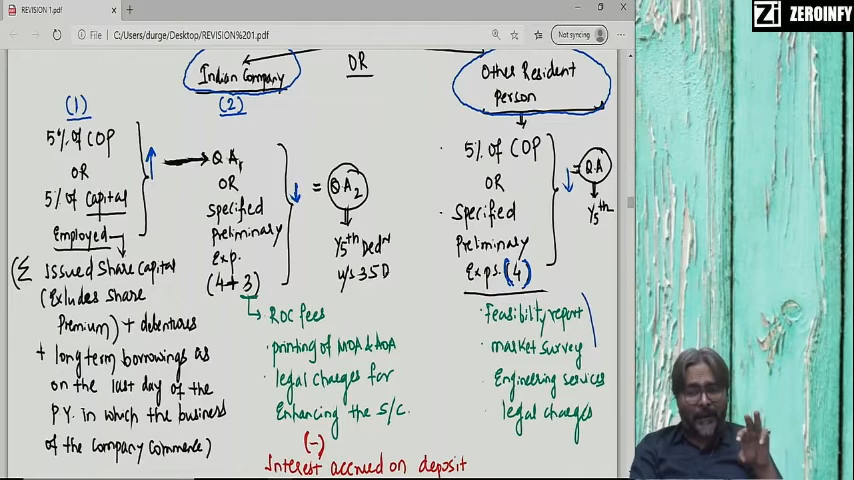 REVISION 1.pdf
File
C:/Users/durge/Desktop/REVISION%201.pdf
Not syncing
Zi ZEROINFY
Indian Company
OR
Other Resident
Person
(1)
5% of COP
OR
5% of Capital
Employed
(Σ Issued Share Capital
(Exludes Share
Premium) + debentures
+ long term borrowings as
on the last day of the
P.Y. in which the business
of the Company Commence)
(2)
QA1
OR
Specified
Preliminary
Exp.
(4+3)
= QA2
1/5th Dedn
u/s 35D
ROC fees
printing of MOA & AOA
legal charges for
Enhancing the S/C.
(-)
Interest accrued on deposit
5% of COP
OR
Specified
Preliminary
Exps. (4)
= QA
1/5th
feasibility report
market survey
Engineering services
legal charges